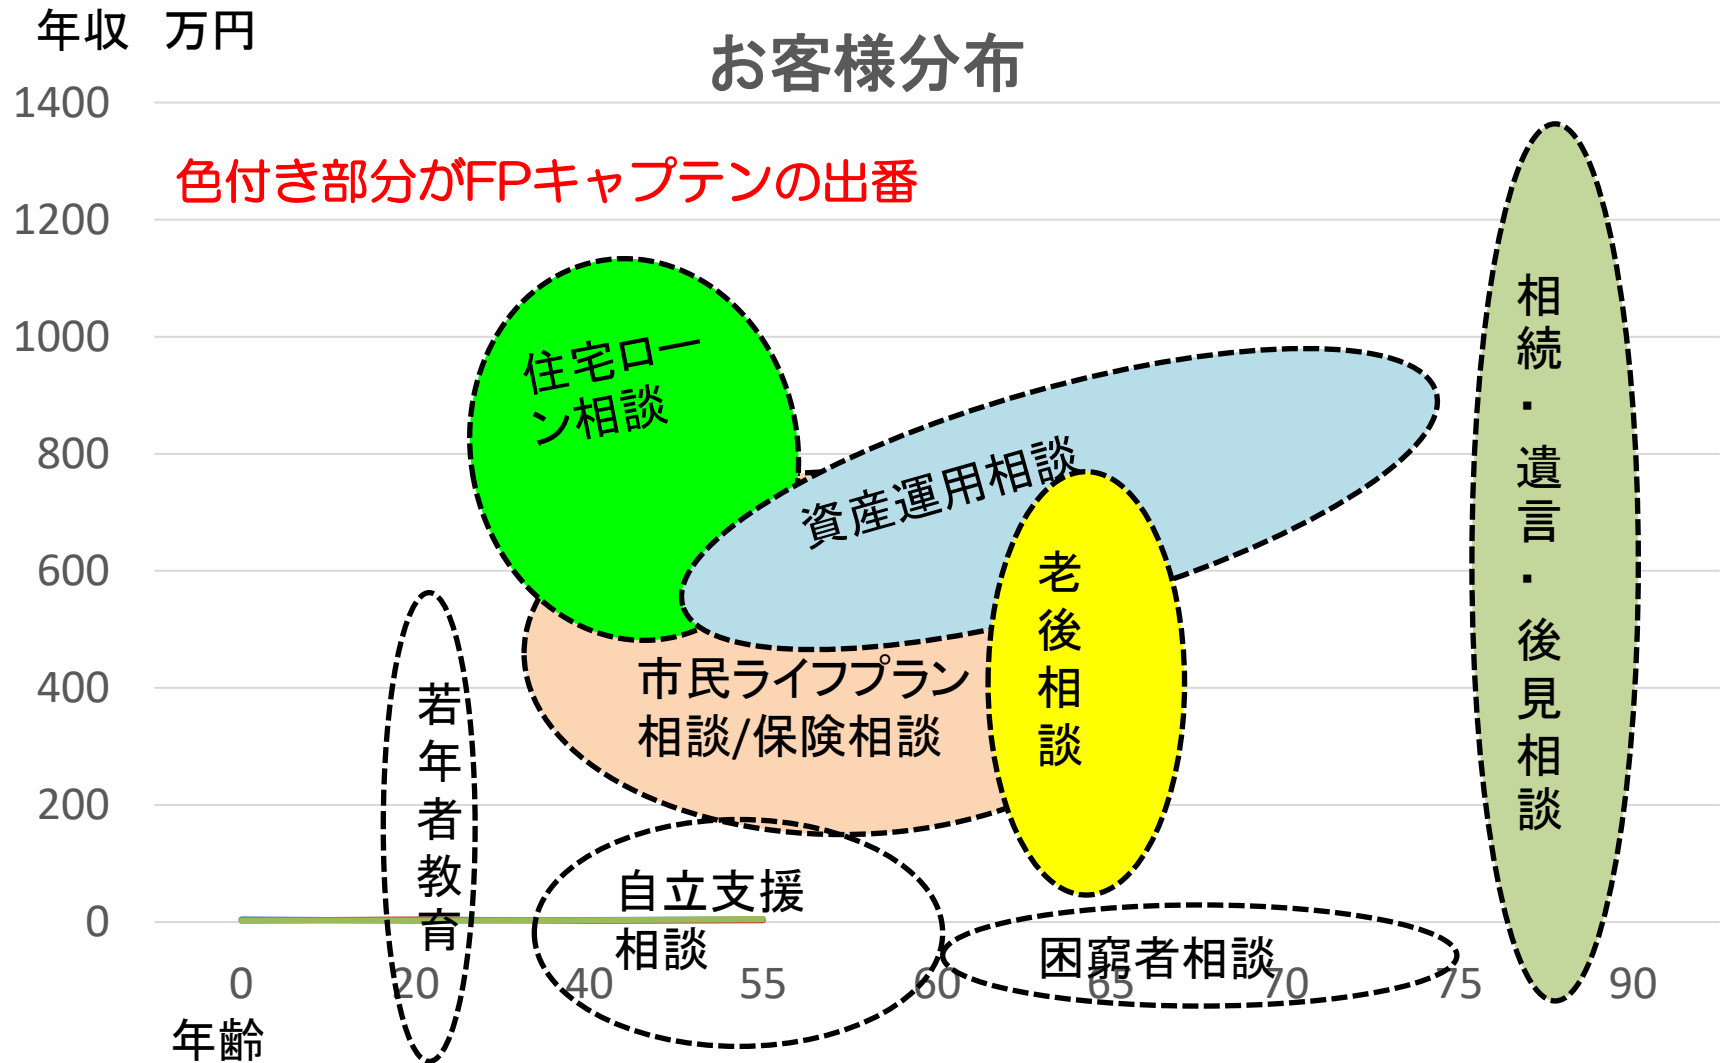 年収 万円
お客様分布
1400
色付き部分がFPキャプテンの出番
1200
1000
800
600
400
200
0
住宅ロー
ン相談
資産運用相談
市民ライフプラン
相談/保険相談
老後相談
相続・遺言・後見相談
若年者教育
自立支援
相談
困窮者相談
0 20 40 55 60 65 70 75 90
年齢